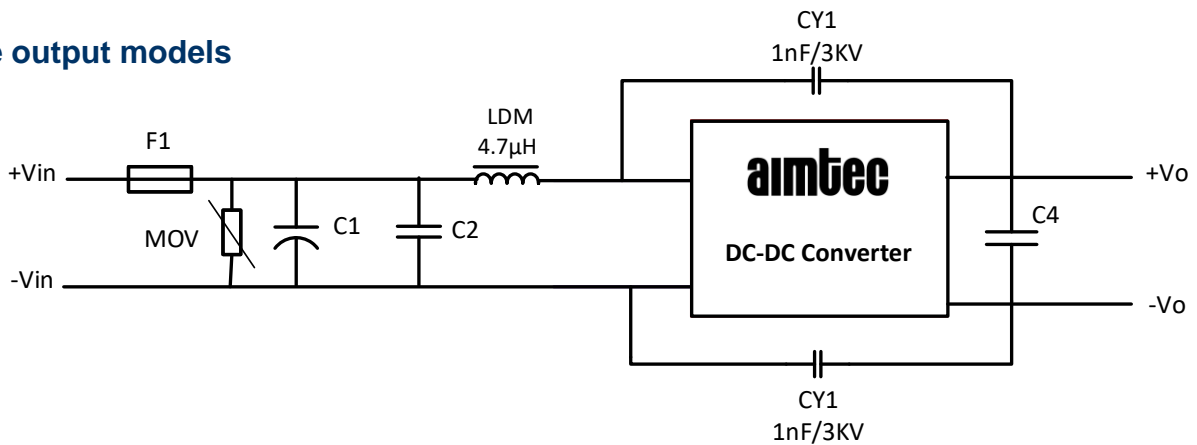 e output models
CY1
1nF/3KV
LDM
4.7µH
F1
+Vin
aimtec
+Vo
MOV
C1
C2
C4
DC-DC Converter
-Vin
-Vo
CY1
1nF/3KV